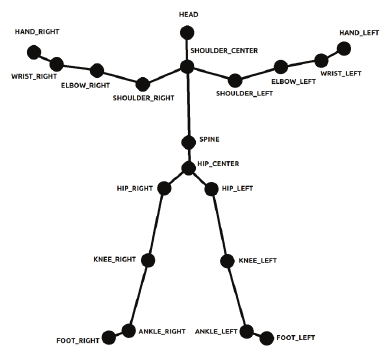 HEAD
HAND_RIGHT
HAND_LEFT
SHOULDER_CENTER
WRIST_RIGHT
WRIST_LEFT
ELBOW_RIGHT
ELBOW_LEFT
SHOULDER_RIGHT
SHOULDER_LEFT
SPINE
HIP_CENTER
HIP_RIGHT
HIP_LEFT
KNEE_RIGHT
KNEE_LEFT
ANKLE_RIGHT
ANKLE_LEFT
FOOT_RIGHT
FOOT_LEFT